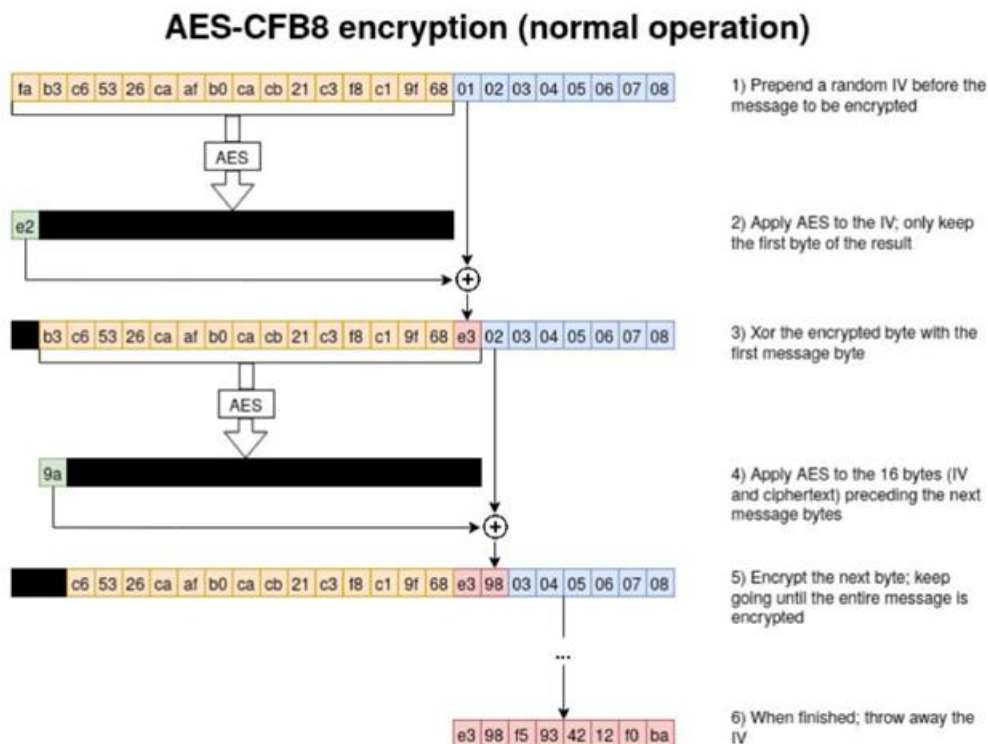 AES-CFB8 encryption (normal operation)
fa b3 c6 53 26 ca af b0 ca cb 21 c3 f8 c1 9f 68 01 02 03 04 05 06 07 08
1) Prepend a random IV before the
message to be encrypted
AES
e2
2) Apply AES to the IV; only keep
the first byte of the result
+
b3 c6 53 26 ca af b0 ca cb 21 c3 f8 c1 9f 68 e3 02 03 04 05 06 07 08
3) Xor the encrypted byte with the
first message byte
AES
9a
4) Apply AES to the 16 bytes (IV
and ciphertext) preceding the next
message bytes
+
c6 53 26 ca af b0 ca cb 21 c3 f8 c1 9f 68 e3 98 03 04 05 06 07 08
5) Encrypt the next byte; keep
going until the entire message is
encrypted
...
e3 98 f5 93 42 12 f0 ba
6) When finished; throw away the
IV